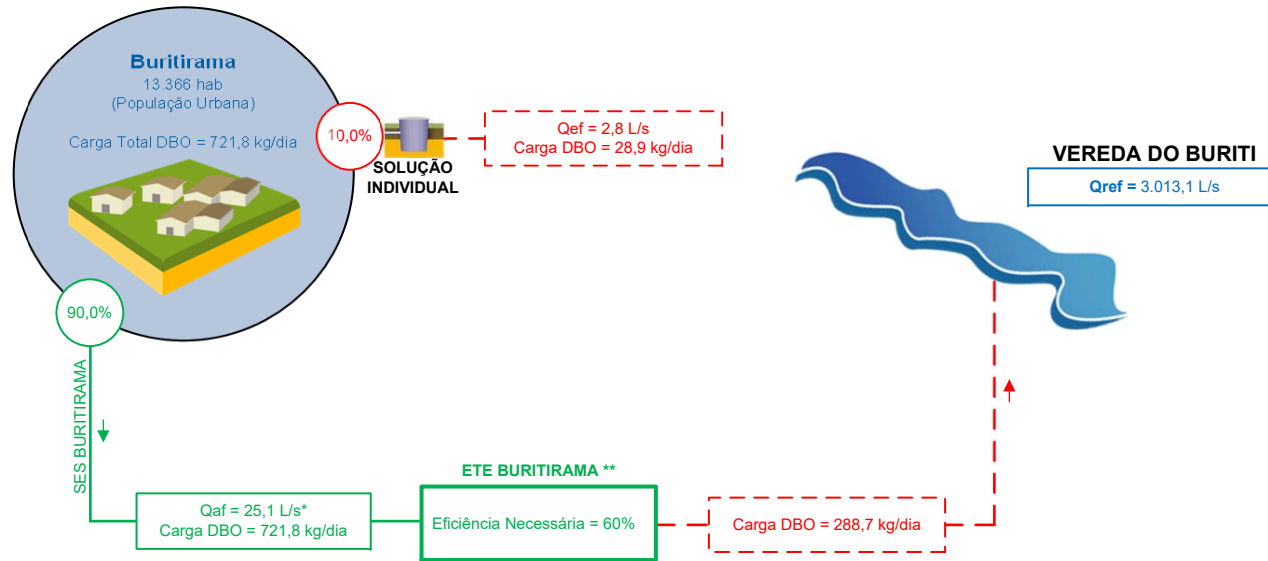 Buritirama
13.366 hab
(População Urbana)
Carga Total DBO = 721,8 kg/dia
10,0%
SOLUÇÃO
INDIVIDUAL
Qef = 2,8 L/s
Carga DBO = 28,9 kg/dia
VEREDA DO BURITI
Qref = 3.013,1 L/s
90,0%
SES BURITIRAMA
Qaf = 25,1 L/s*
Carga DBO = 721,8 kg/dia
ETE BURITIRAMA **
Eficiência Necessária = 60%
Carga DBO = 288,7 kg/dia